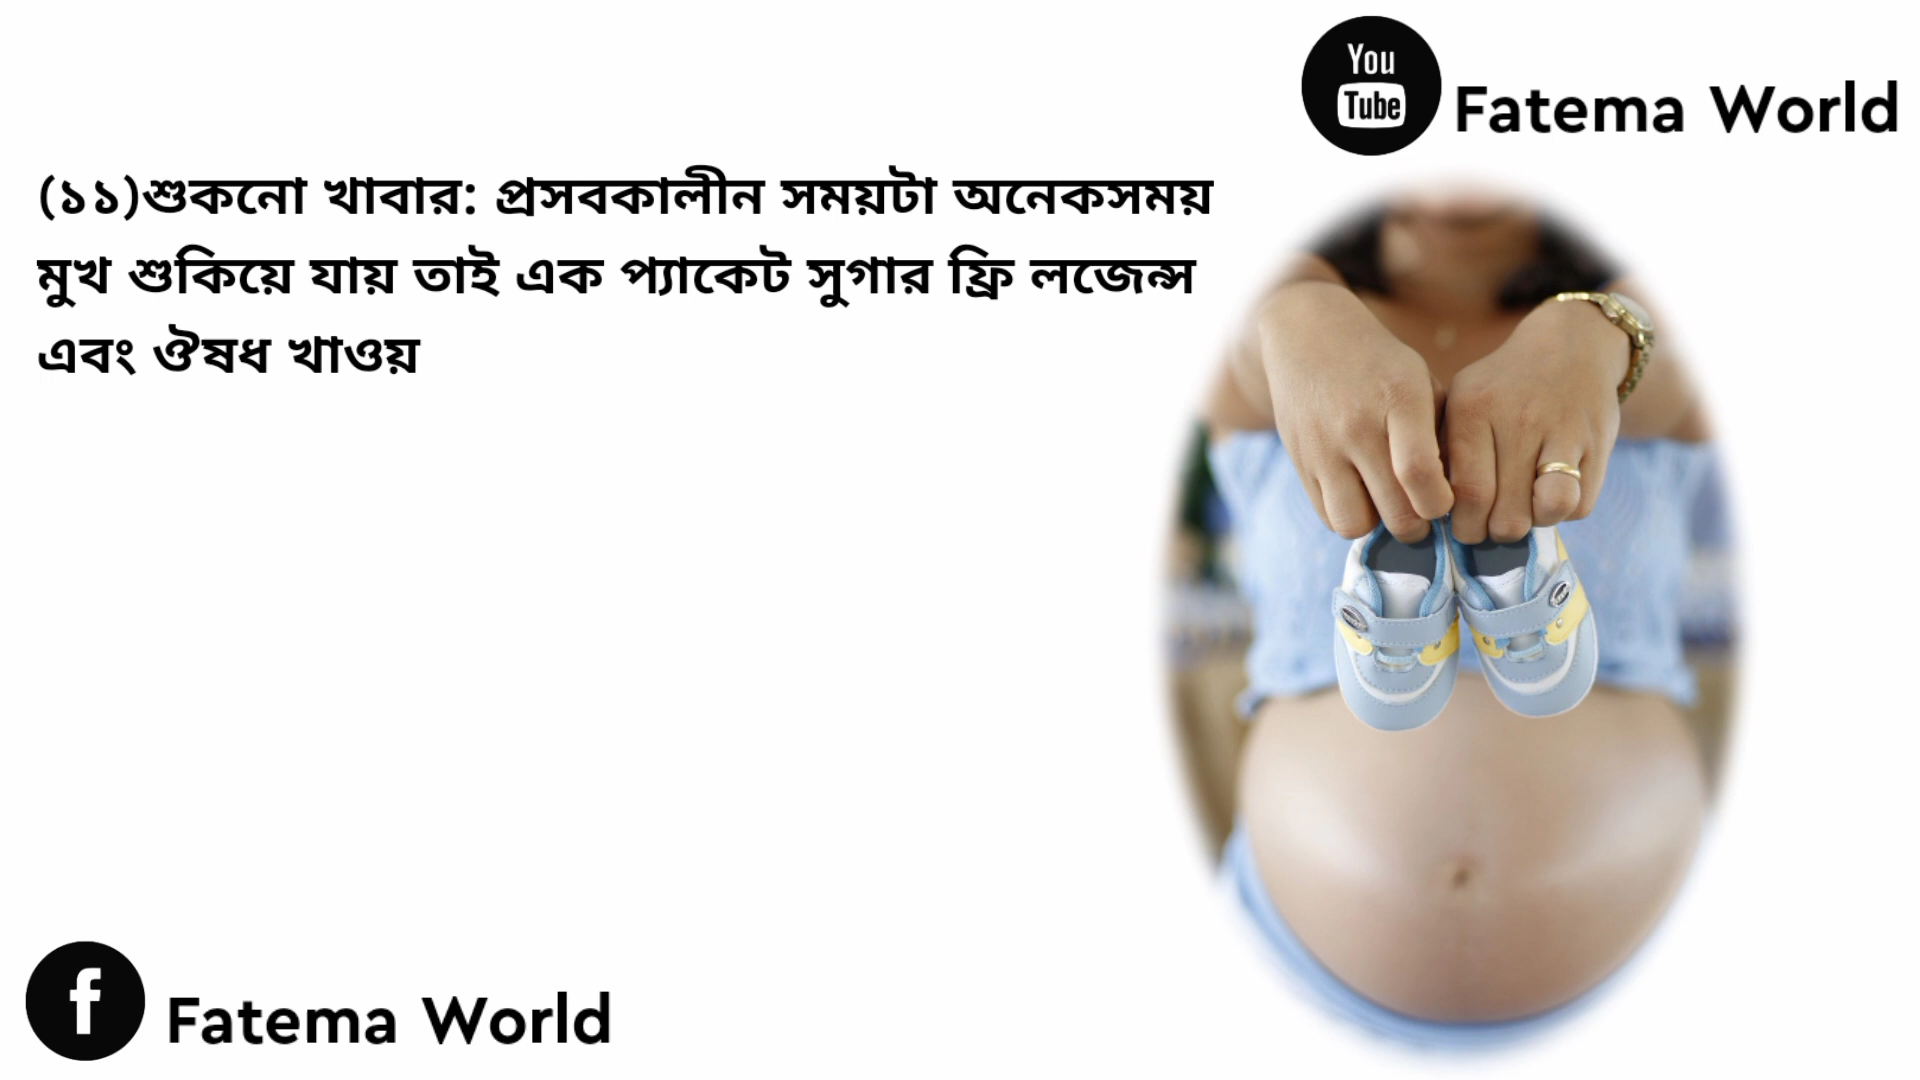 You
Tube
Fatema World
(১১)শুকনো খাবার: প্রসবকালীন সময়টা অনেকসময়
মুখ শুকিয়ে যায় তাই এক প্যাকেট সুগার ফ্রি লজেন্স
এবং ঔষধ খাওয়
f Fatema World